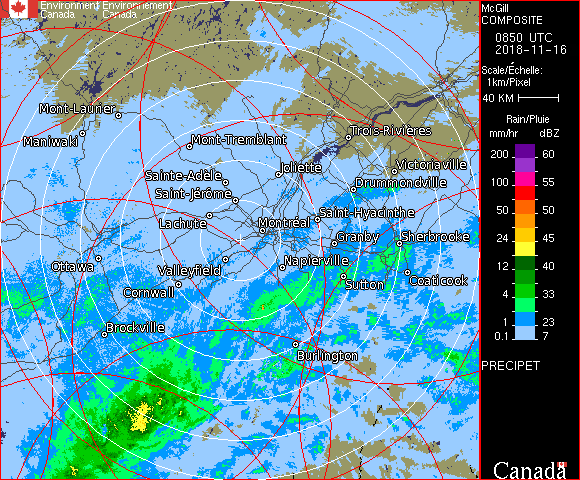 Environment Environnement
Canada Canada
McGill
COMPOSITE
0850 UTC
2018-11-16
Scale/Échelle:
1km/Pixel
40 KM
Rain/Pluie
mm/hr dBZ
200 60
100 55
50 50
24 45
12 40
4 33
1 23
0.1 7
PRECIPET
Canada
Mont-Laurier
Maniwaki
Mont-Tremblant
Trois-Rivières
Joliette
Victoriaville
Sainte-Adèle
Drummondville
Saint-Jérôme
Saint-Hyacinthe
Lachute
Montréal
Granby
Sherbrooke
Ottawa
Valleyfield
Napierville
Coaticook
Cornwall
Sutton
Brockville
Burlington